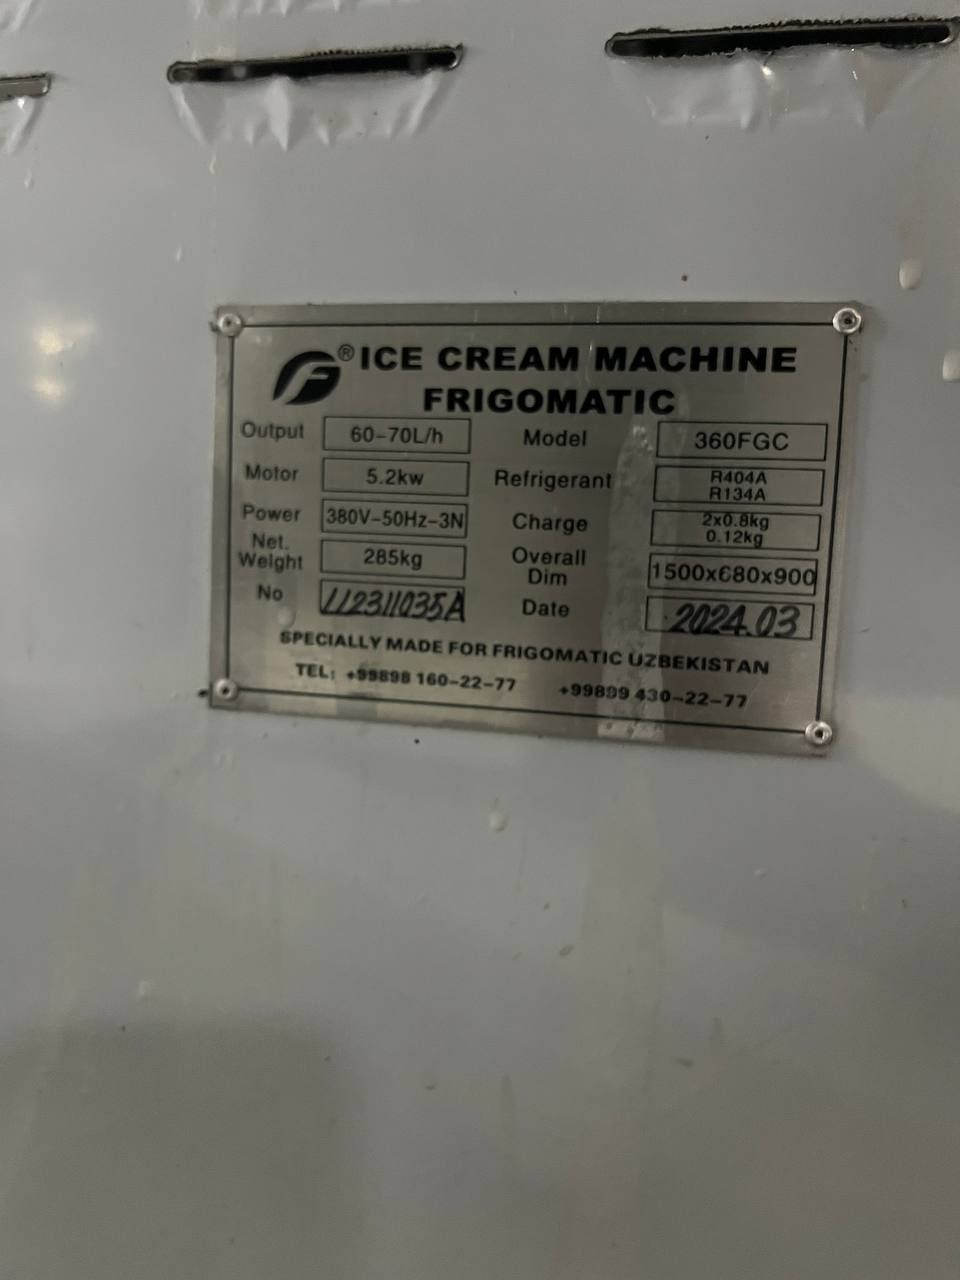 ® ICE CREAM MACHINE
FRIGOMATIC
Output 60-70L/h Model 360FGC
Motor 5.2kw Refrigerant R404A
R134A
Power 380V-50Hz-3N Charge 2x0.8kg
0.12kg
Net.
Weight 285kg Overall
Dim 1500x680x900
No 112311035A Date 2024.03
SPECIALLY MADE FOR FRIGOMATIC UZBEKISTAN
TEL: +99898 160-22-77 +99899 430-22-77